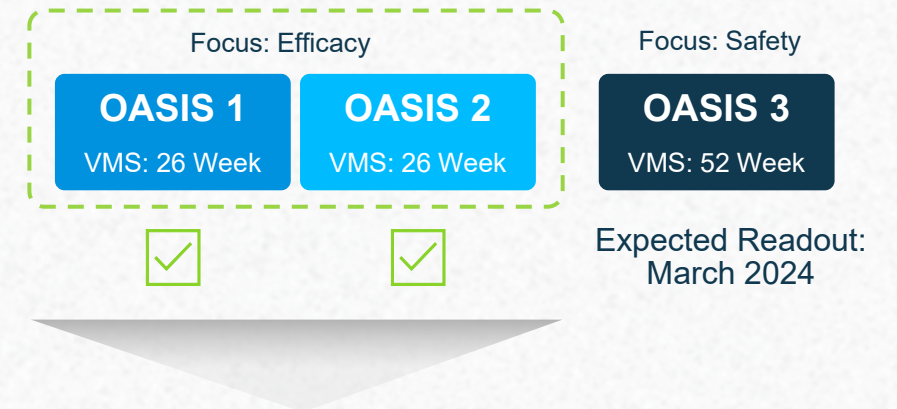 Focus: Efficacy
OASIS 1
VMS: 26 Week
OASIS 2
VMS: 26 Week
Focus: Safety
OASIS 3
VMS: 52 Week
Expected Readout:
March 2024